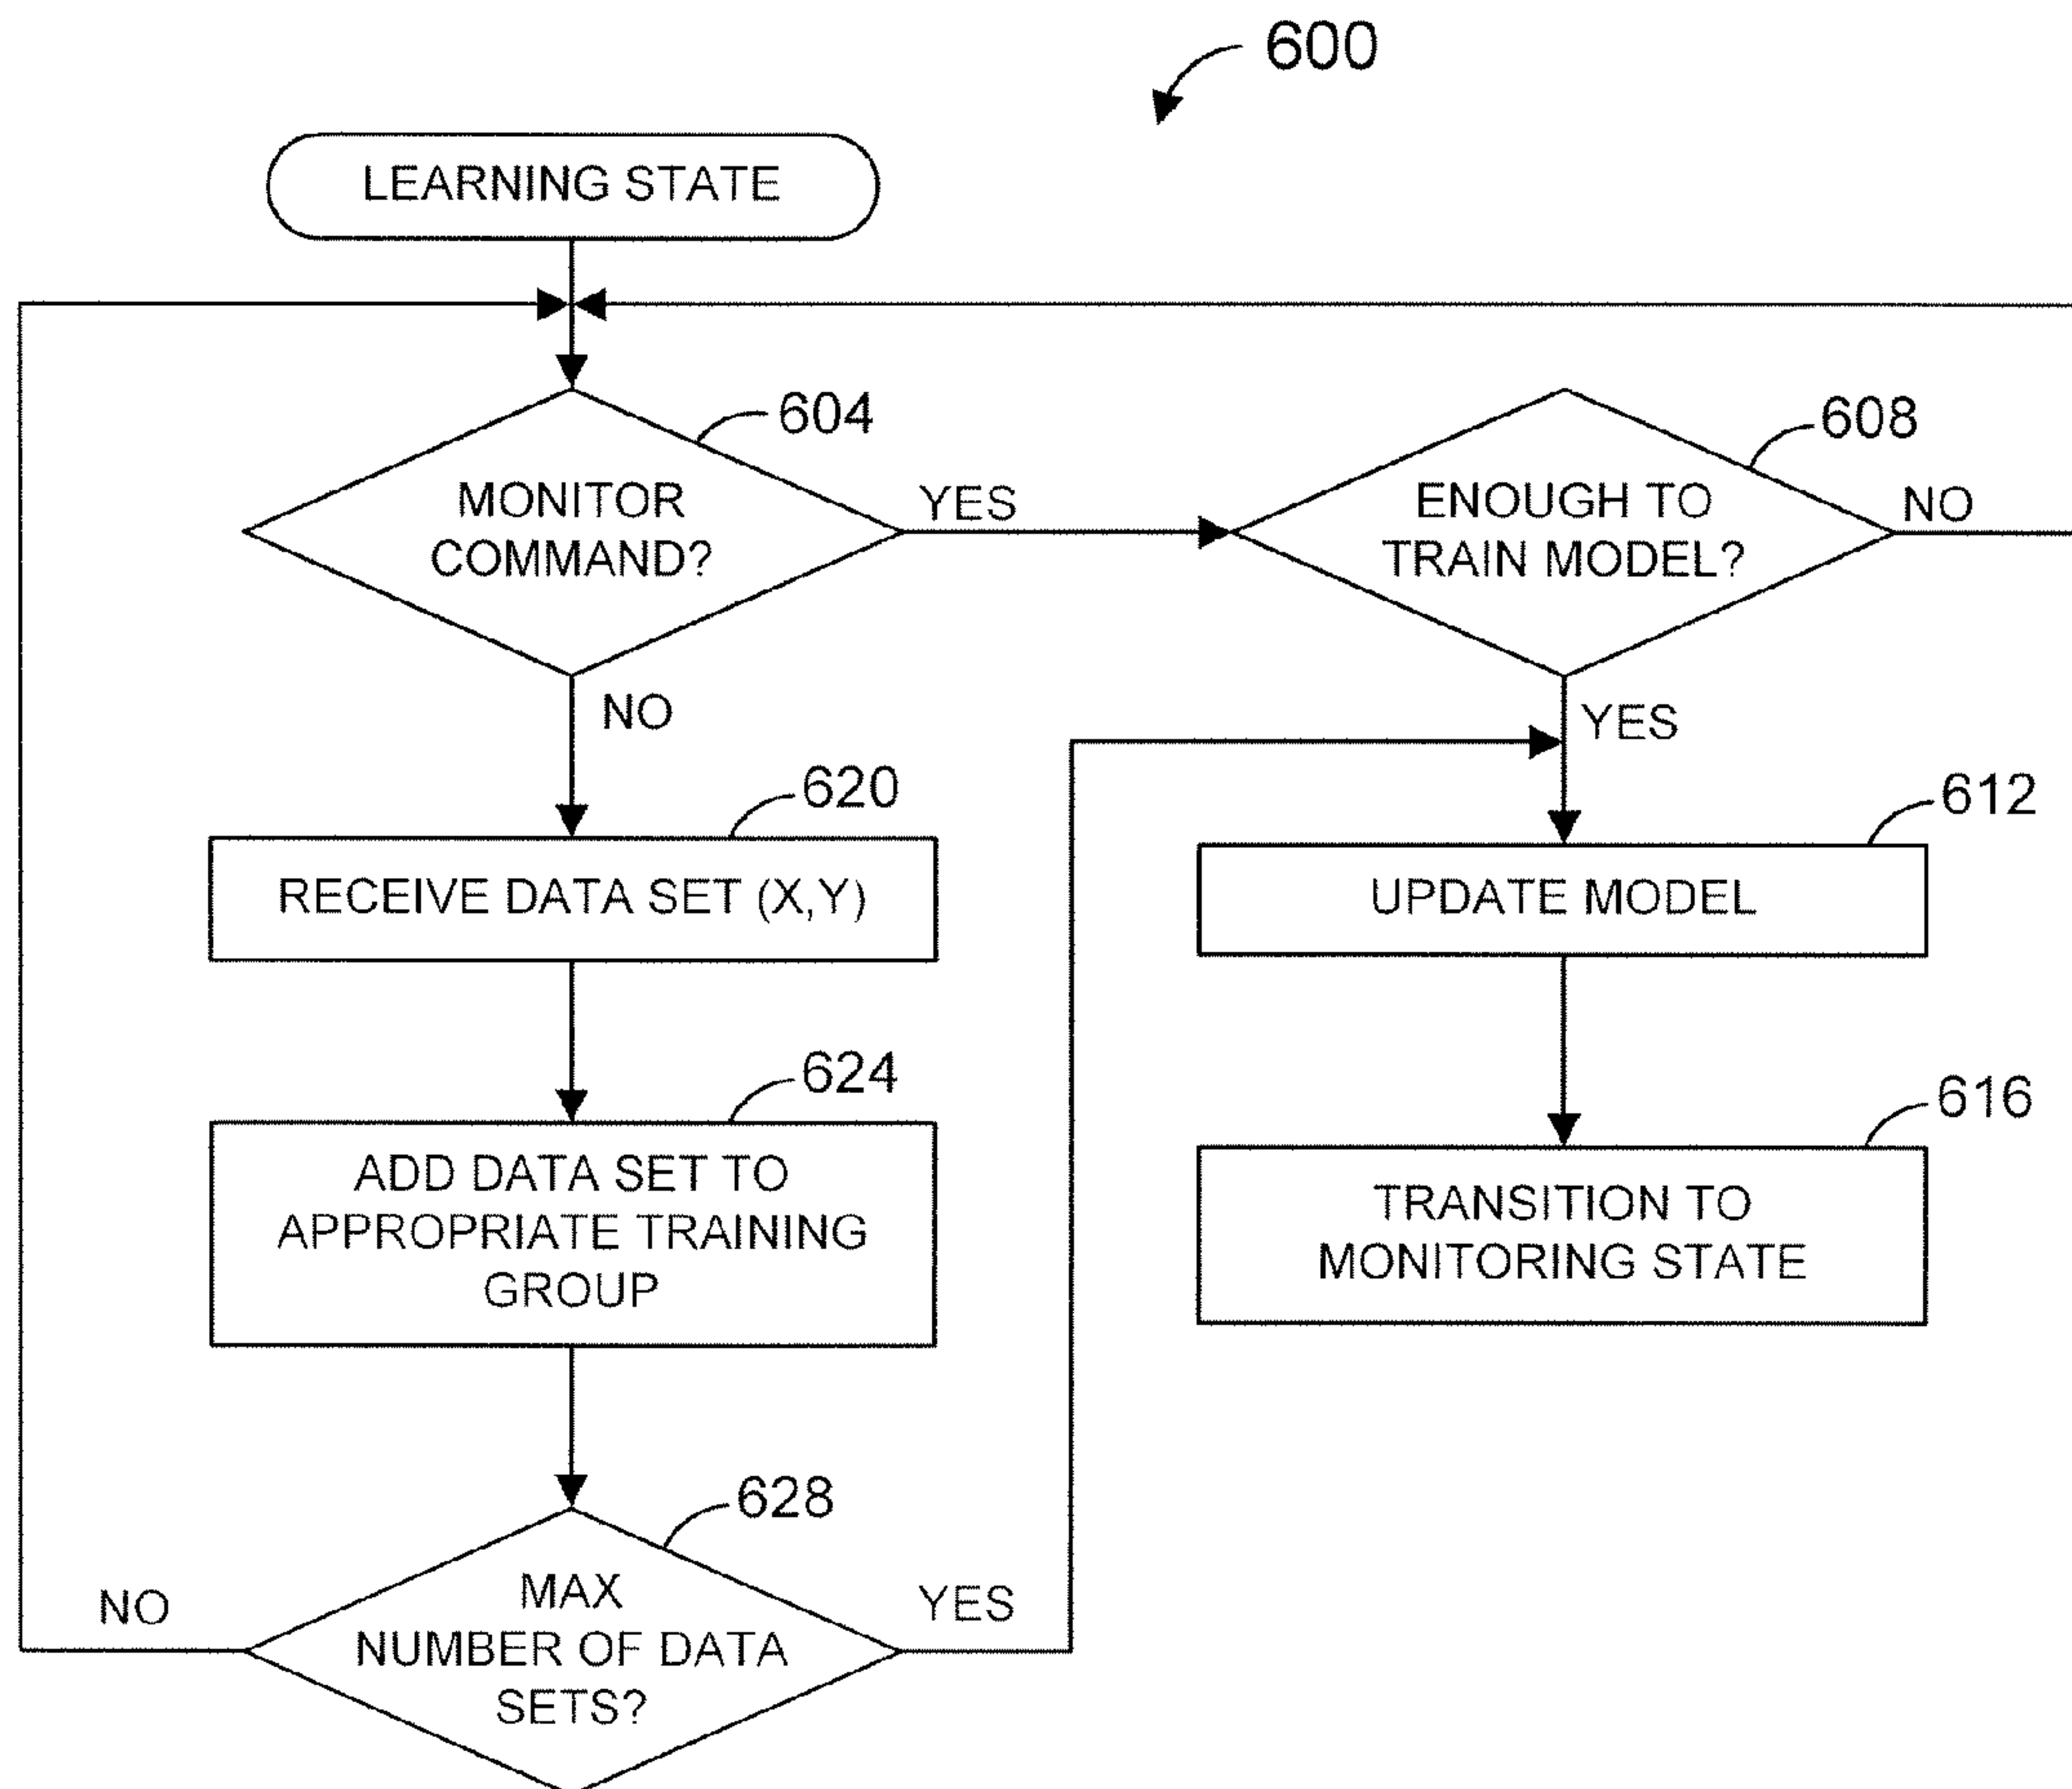 600
LEARNING STATE
604
MONITOR
COMMAND?
YES
608
ENOUGH TO
TRAIN MODEL?
NO
NO
YES
620
RECEIVE DATA SET (X,Y)
612
UPDATE MODEL
624
ADD DATA SET TO
APPROPRIATE TRAINING
GROUP
616
TRANSITION TO
MONITORING STATE
628
MAX
NUMBER OF DATA
SETS?
NO
YES